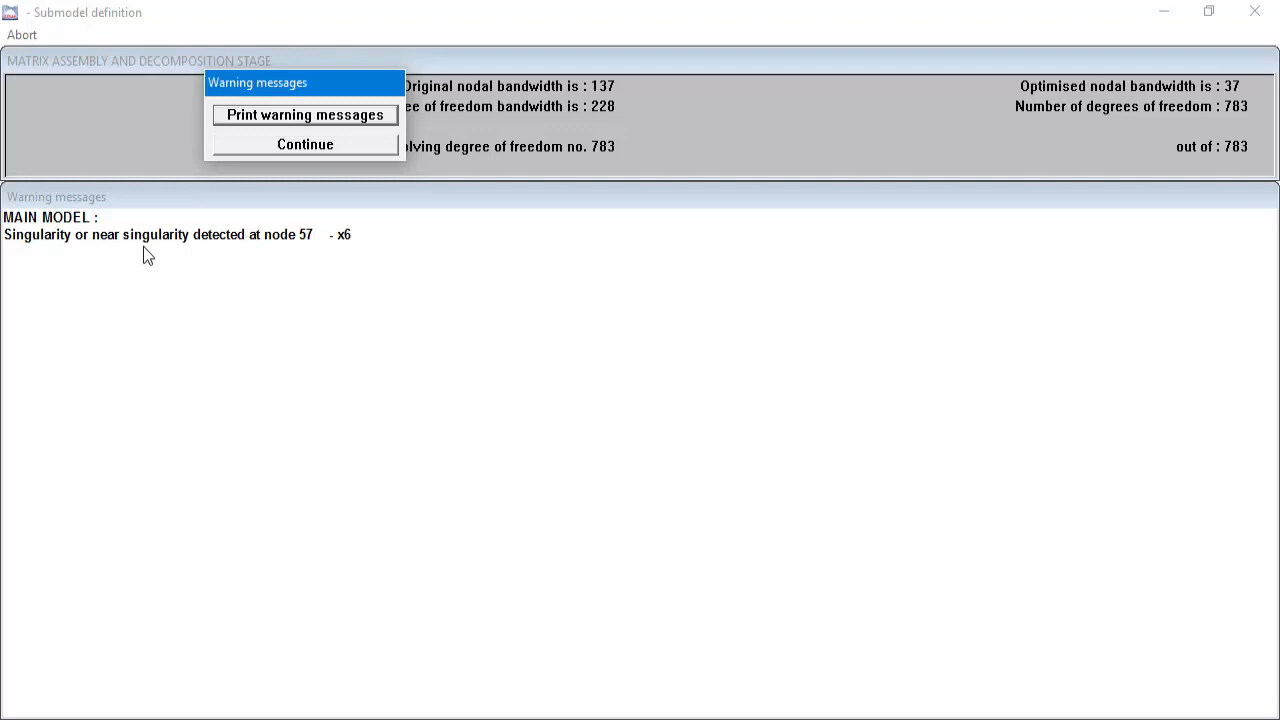 - Submodel definition
Abort
MATRIX ASSEMBLY AND DECOMPOSITION STAGE
Warning messages
Print warning messages
Continue
Original nodal bandwidth is : 137
Optimised nodal bandwidth is : 37
ee of freedom bandwidth is : 228
Number of degrees of freedom : 783
olving degree of freedom no. 783
out of : 783
Warning messages
MAIN MODEL :
Singularity or near singularity detected at node 57 - x6